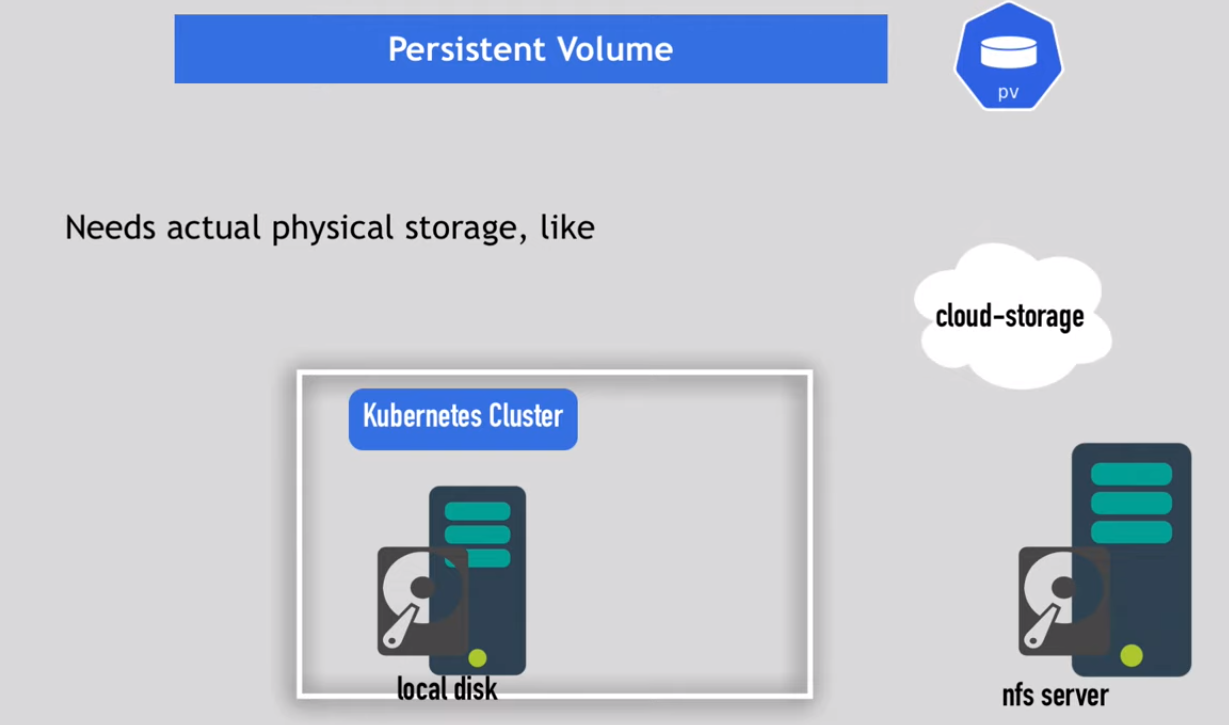 Persistent Volume
pv
Needs actual physical storage, like
cloud-storage
Kubernetes Cluster
local disk
nfs server